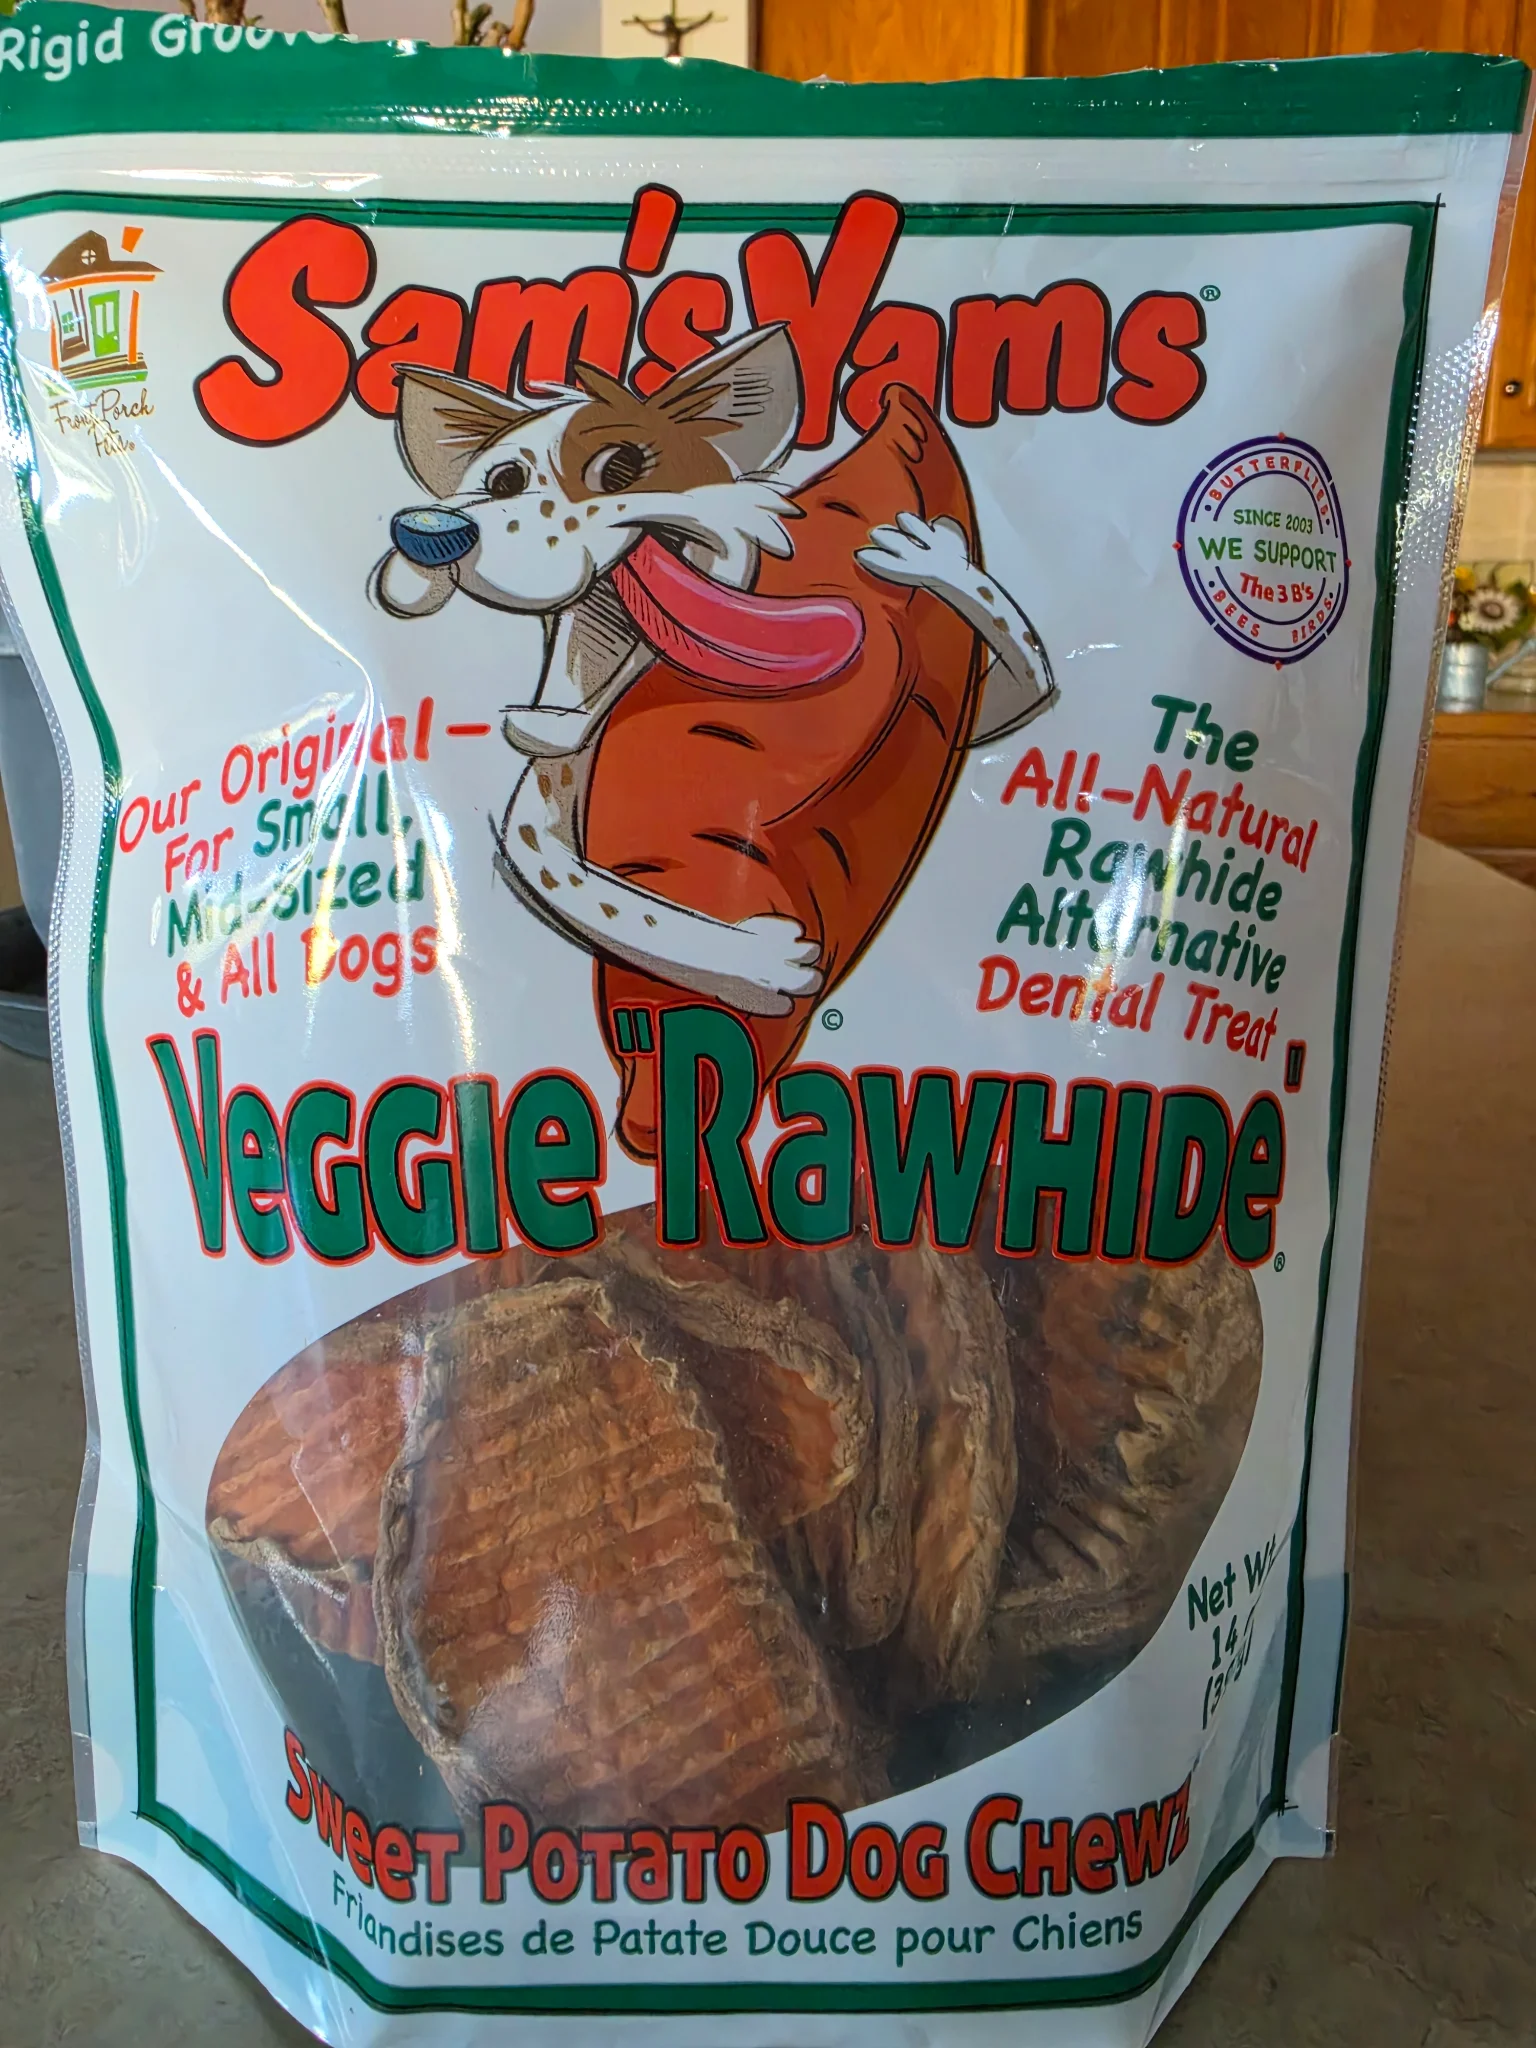 Rigid
Sam's Yams®
Front Porch
Pets®
BUTTERFLIES
SINCE 2003
WE SUPPORT
The 3 B's
BEES BIRDS
Our Original-
For Small,
Mid-Sized
& All Dogs
The
All-Natural
Rawhide
Alternative
Dental Treat
©
Veggie "Rawhide"®
Net Wt.
14
Sweet Potato Dog Chewz
Friandises de Patate Douce pour Chiens